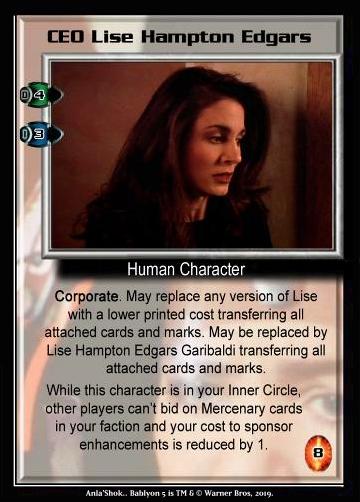 CEO Lise Hampton Edgars
4
3
Human Character
Corporate. May replace any version of Lise
with a lower printed cost transferring all
attached cards and marks. May be replaced by
Lise Hampton Edgars Garibaldi transferring all
attached cards and marks.
While this character is in your Inner Circle,
other players can't bid on Mercenary cards
in your faction and your cost to sponsor
enhancements is reduced by 1.
8
Anla'Shok.. Bablyon 5 is TM & © Warner Bros, 2019.